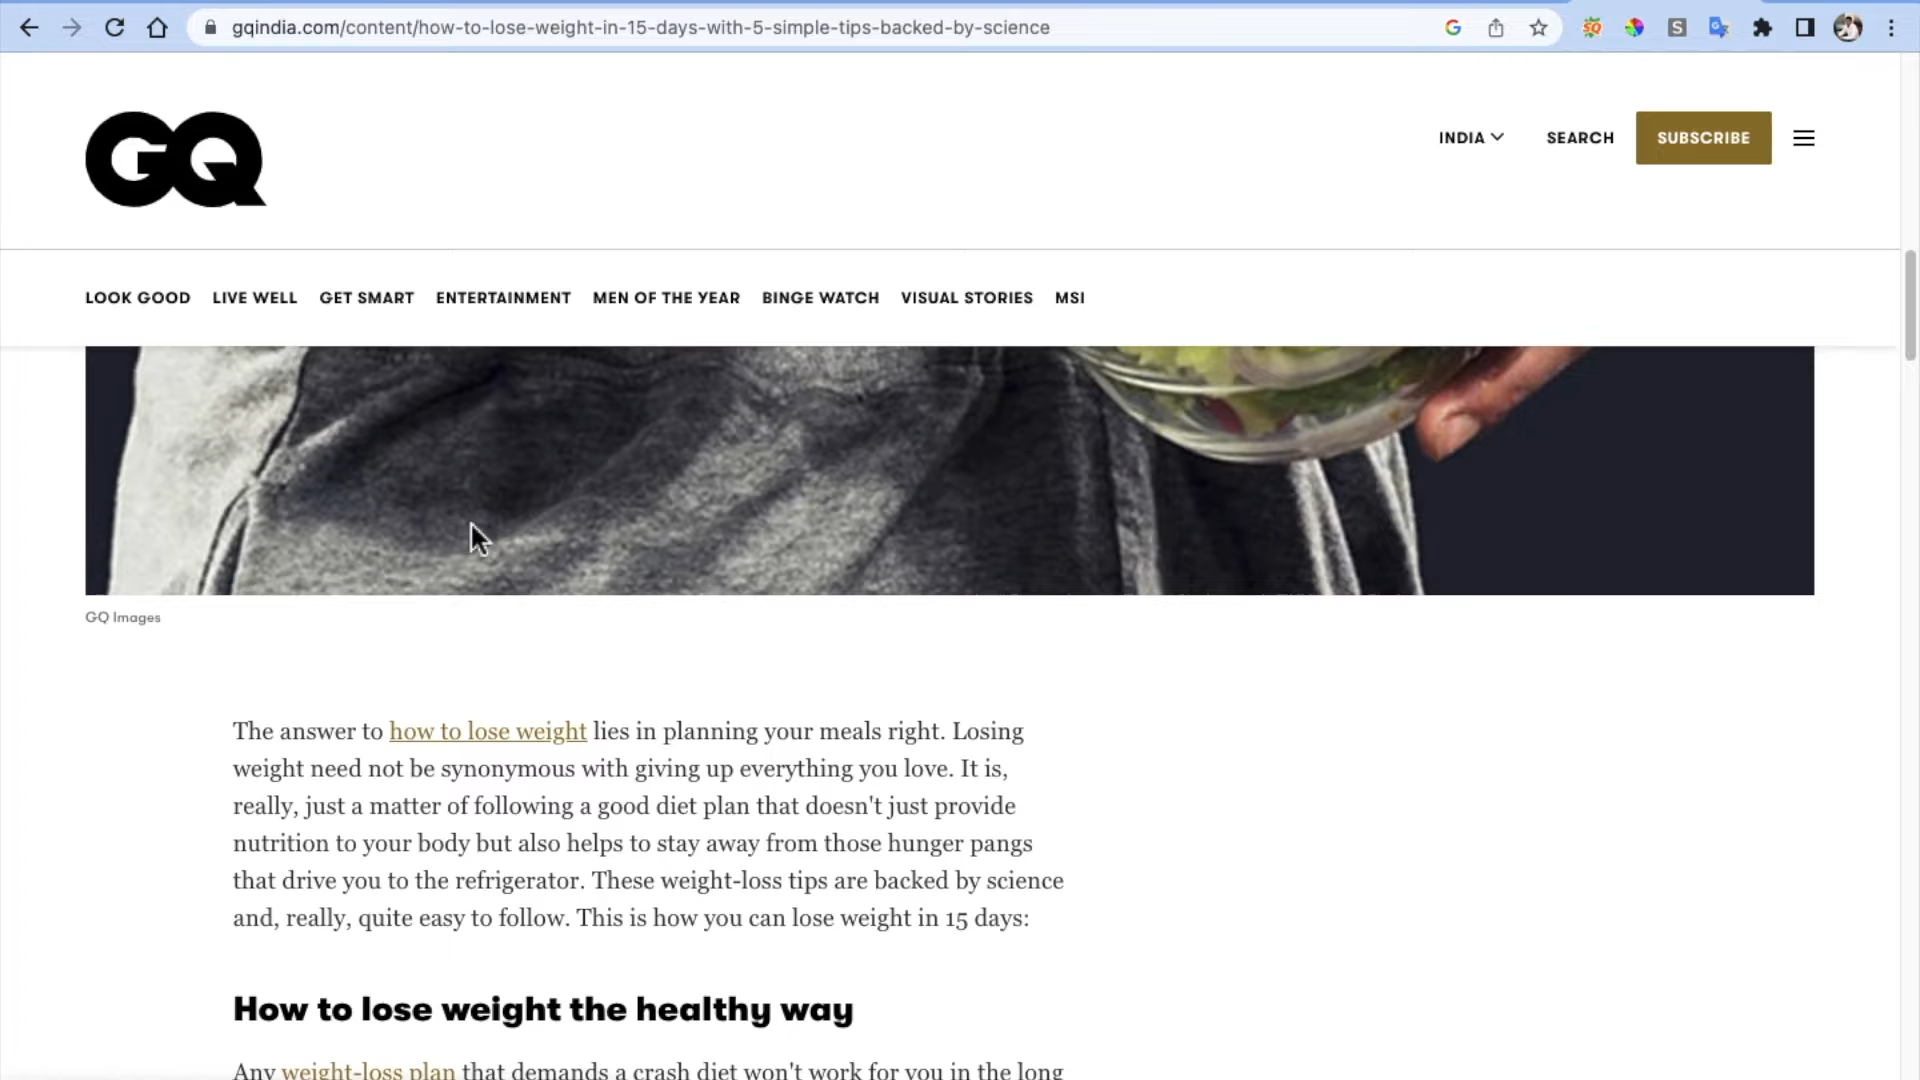 gqindia.com/content/how-to-lose-weight-in-15-days-with-5-simple-tips-backed-by-science
GQ
INDIA SEARCH SUBSCRIBE
LOOK GOOD LIVE WELL GET SMART ENTERTAINMENT MEN OF THE YEAR BINGE WATCH VISUAL STORIES MSI
GQ Images
The answer to how to lose weight lies in planning your meals right. Losing
weight need not be synonymous with giving up everything you love. It is,
really, just a matter of following a good diet plan that doesn't just provide
nutrition to your body but also helps to stay away from those hunger pangs
that drive you to the refrigerator. These weight-loss tips are backed by science
and, really, quite easy to follow. This is how you can lose weight in 15 days:
How to lose weight the healthy way
Any weight-loss plan that demands a crash diet won't work for you in the long